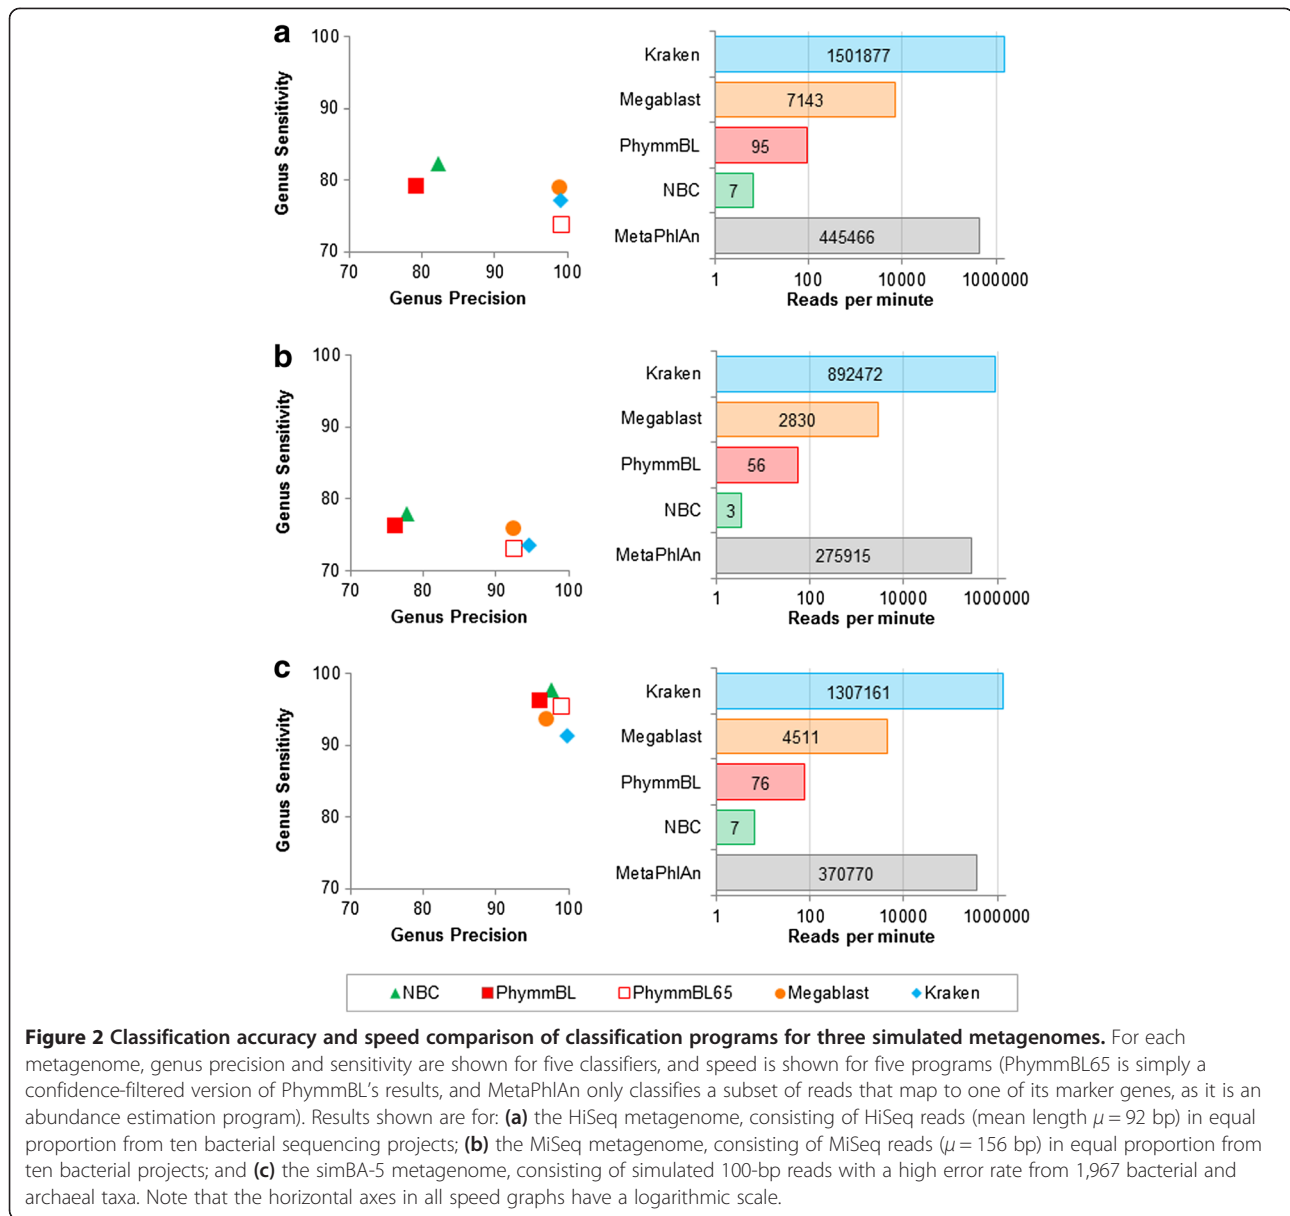 a
100
90
80
70
Genus Sensitivity
70 80 90 100
Genus Precision
Kraken 1501877
Megablast 7143
PhymmBL 95
NBC 7
MetaPhlAn 445466
1 100 10000 1000000
Reads per minute
b
100
90
80
70
Genus Sensitivity
70 80 90 100
Genus Precision
Kraken 892472
Megablast 2830
PhymmBL 56
NBC 3
MetaPhlAn 275915
1 100 10000 1000000
Reads per minute
c
100
90
80
70
Genus Sensitivity
70 80 90 100
Genus Precision
Kraken 1307161
Megablast 4511
PhymmBL 76
NBC 7
MetaPhlAn 370770
1 100 10000 1000000
Reads per minute
NBC PhymmBL PhymmBL65 Megablast Kraken
Figure 2 Classification accuracy and speed comparison of classification programs for three simulated metagenomes. For each
metagenome, genus precision and sensitivity are shown for five classifiers, and speed is shown for five programs (PhymmBL65 is simply a
confidence-filtered version of PhymmBL's results, and MetaPhlAn only classifies a subset of reads that map to one of its marker genes, as it is an
abundance estimation program). Results shown are for: (a) the HiSeq metagenome, consisting of HiSeq reads (mean length μ = 92 bp) in equal
proportion from ten bacterial sequencing projects; (b) the MiSeq metagenome, consisting of MiSeq reads (μ = 156 bp) in equal proportion from
ten bacterial projects; and (c) the simBA-5 metagenome, consisting of simulated 100-bp reads with a high error rate from 1,967 bacterial and
archaeal taxa. Note that the horizontal axes in all speed graphs have a logarithmic scale.